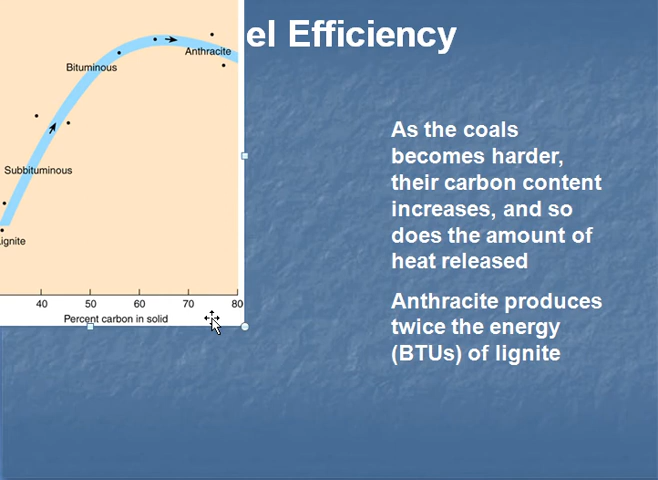 el Efficiency
Anthracite
Bituminous
Subbituminous
ignite
40 50 60 70 80
Percent carbon in solid
As the coals
becomes harder,
their carbon content
increases, and so
does the amount of
heat released
Anthracite produces
twice the energy
(BTUs) of lignite